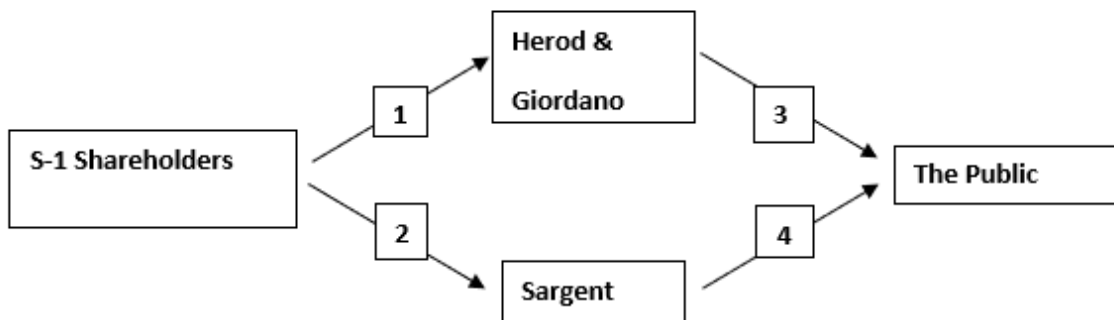 Herod &
Giordano
1
3
S-1 Shareholders
The Public
2
4
Sargent